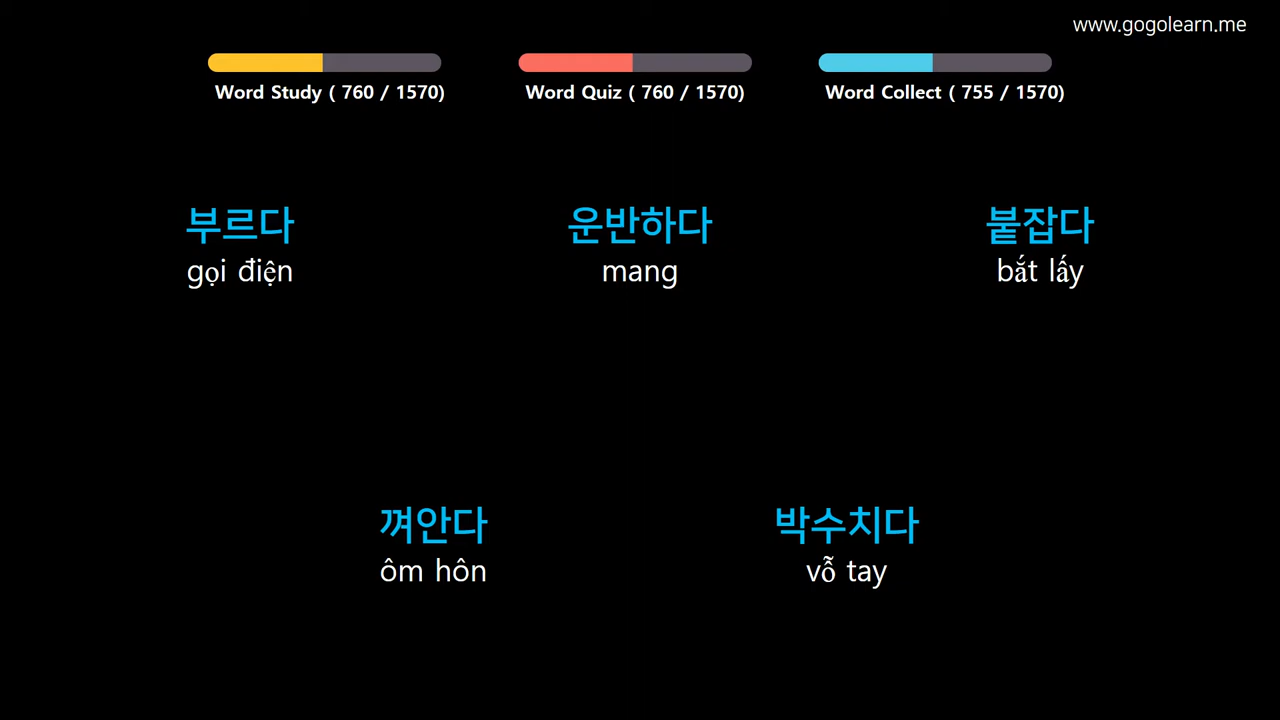 www.gogolearn.me
Word Study ( 760 / 1570)
Word Quiz ( 760 / 1570)
Word Collect ( 755 / 1570)
부르다
gọi điện
운반하다
mang
붙잡다
bắt lấy
껴안다
ôm hôn
박수치다
vỗ tay